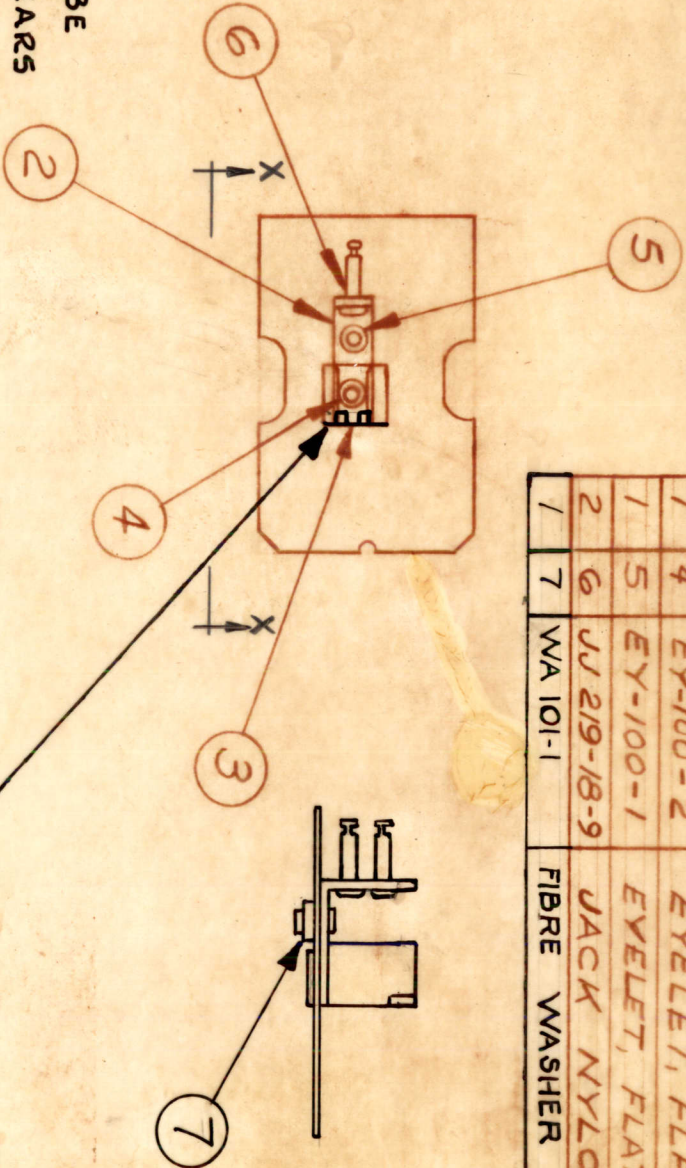 BE
EARS
6
2
5
X
4
X
3
7
1 4 EY-100-2 EYELET, FLA
1 5 EY-100-1 EYELET, FLA
2 6 JJ 219-18-9 JACK NYLO
1 7 WA 101-1 FIBRE WASHER